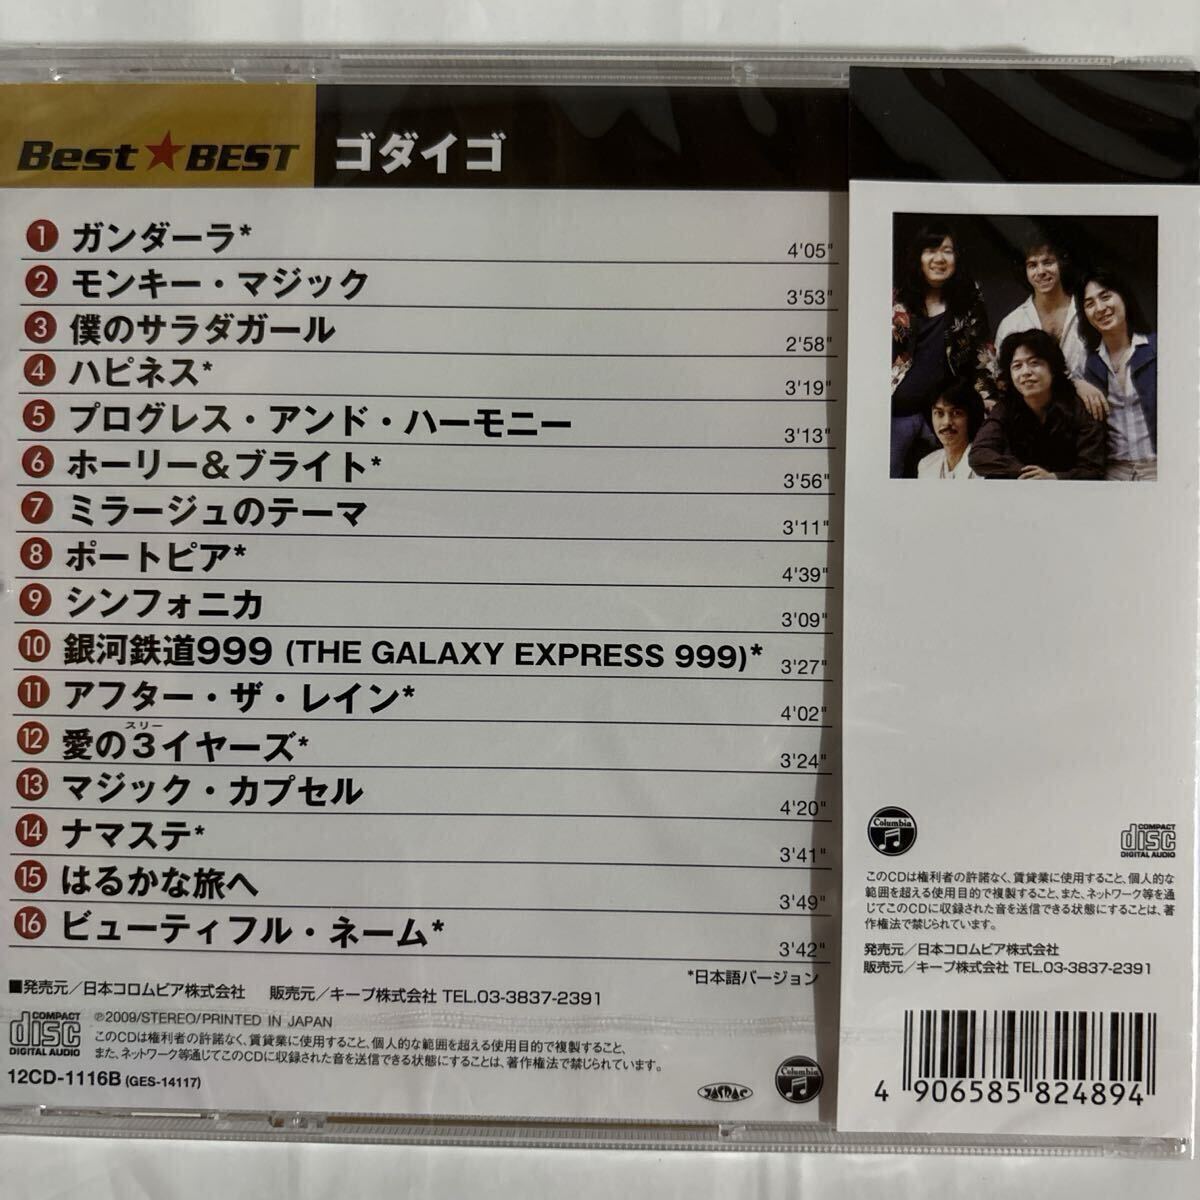 Best★BEST ゴダイゴ
1 ガンダーラ* 4'05"
2 モンキー・マジック 3'53"
3 僕のサラダガール 2'58"
4 ハピネス* 3'19"
5 プログレス・アンド・ハーモニー 3'13"
6 ホーリー&ブライト* 3'56"
7 ミラージュのテーマ 3'11"
8 ポートピア* 4'39"
9 シンフォニカ 3'09"
10 銀河鉄道999 (THE GALAXY EXPRESS 999)* 3'27"
11 アフター・ザ・レイン* 4'02"
スリー
12 愛の3イヤーズ* 3'24"
13 マジック・カプセル 4'20"
14 ナマステ* 3'41"
15 はるかな旅へ 3'49"
16 ビューティフル・ネーム* 3'42"
*日本語バージョン
■発売元/日本コロムビア株式会社 販売元/キープ株式会社 TEL.03-3837-2391
COMPACT disc DIGITAL AUDIO
℗2009/STEREO/PRINTED IN JAPAN
このCDは権利者の許諾なく、賃貸業に使用すること、個人的な範囲を超える使用目的で複製すること、
また、ネットワーク等通じてこのCDに収録された音を送信できる状態にすることは、著作権法で禁じられています。
12CD-1116B (GES-14117)
JASRAC
Columbia
Columbia
COMPACT disc DIGITAL AUDIO
このCDは権利者の許諾なく、賃貸業に使用すること、個人的な
範囲を超える使用目的で複製すること、また、ネットワーク等を通
じてこのCDに収録された音を送信できる状態にすることは、著
作権法で禁じられています。
発売元/日本コロムビア株式会社
販売元/キープ株式会社 TEL.03-3837-2391
4 906585 824894